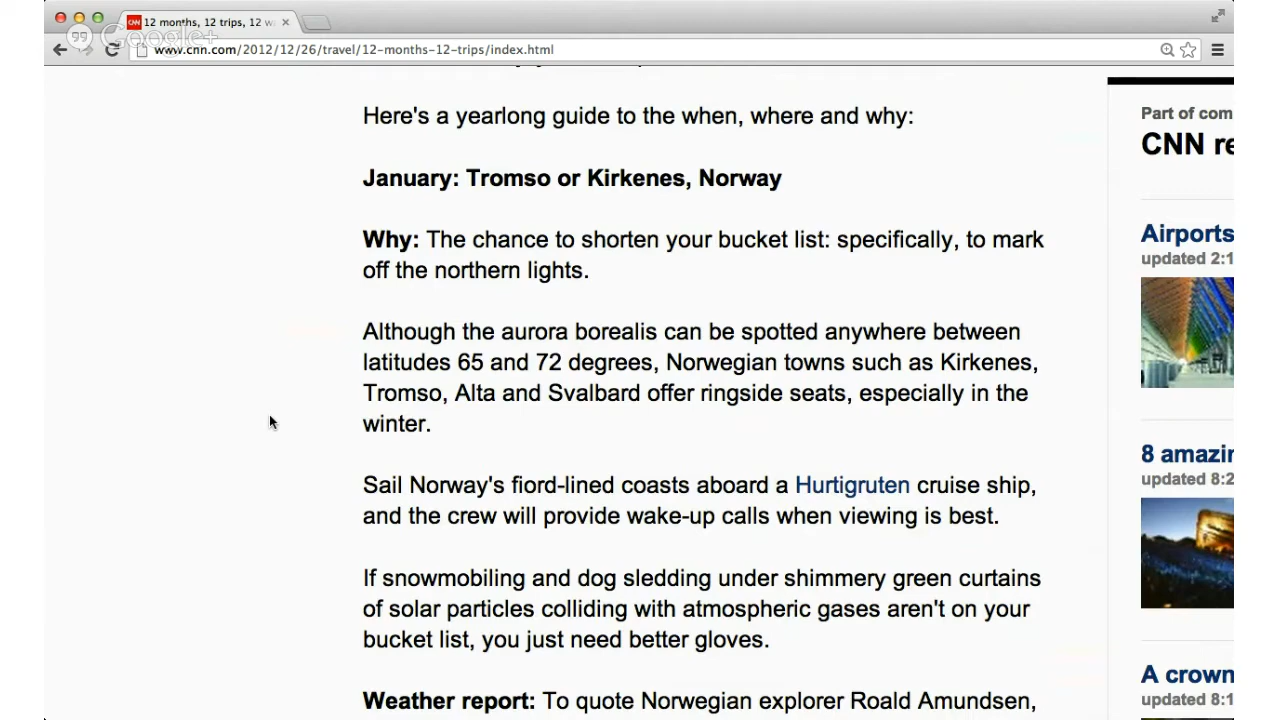 12 months, 12 trips, 12 w
Google+
www.cnn.com/2012/12/26/travel/12-months-12-trips/index.html
Here's a yearlong guide to the when, where and why:
January: Tromso or Kirkenes, Norway
Why: The chance to shorten your bucket list: specifically, to mark
off the northern lights.
Although the aurora borealis can be spotted anywhere between
latitudes 65 and 72 degrees, Norwegian towns such as Kirkenes,
Tromso, Alta and Svalbard offer ringside seats, especially in the
winter.
Sail Norway's fiord-lined coasts aboard a Hurtigruten cruise ship,
and the crew will provide wake-up calls when viewing is best.
If snowmobiling and dog sledding under shimmery green curtains
of solar particles colliding with atmospheric gases aren't on your
bucket list, you just need better gloves.
Weather report: To quote Norwegian explorer Roald Amundsen,
Part of com
CNN re
Airports
updated 2:1
8 amazin
updated 8:2
A crown
updated 8:1